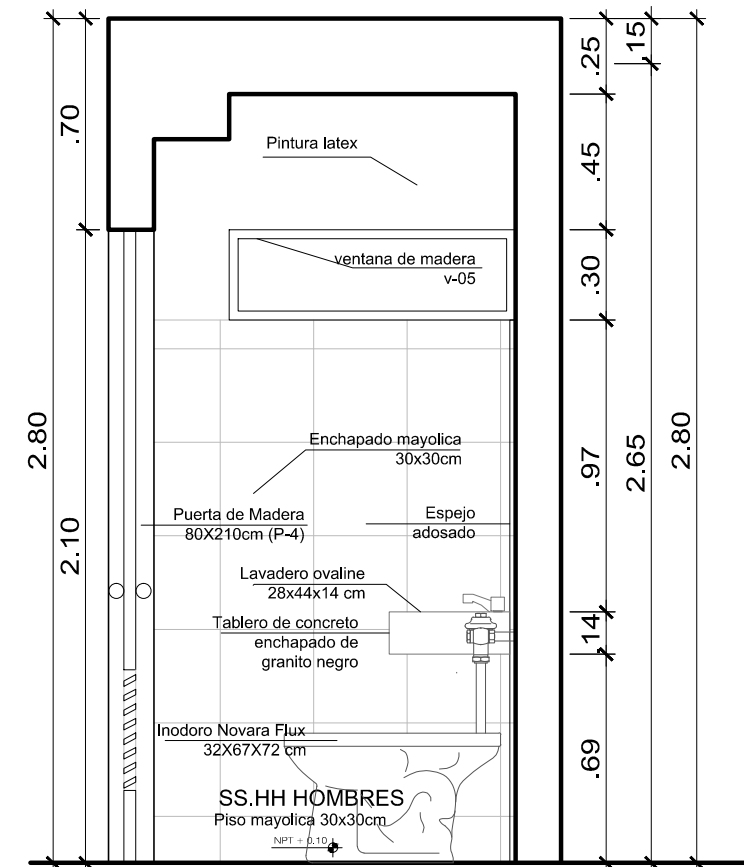 .15
.25
.70
Pintura latex
.45
ventana de madera
v-05
.30
2.80
Enchapado mayolica
30x30cm
.97
2.65
2.80
Puerta de Madera
80X210cm (P-4)
Espejo
adosado
2.10
Lavadero ovaline
28x44x14 cm
Tablero de concreto
enchapado de
granito negro
.14
Inodoro Novara Flux
32X67X72 cm
.69
SS.HH HOMBRES
Piso mayolica 30x30cm
NPT + 0.10